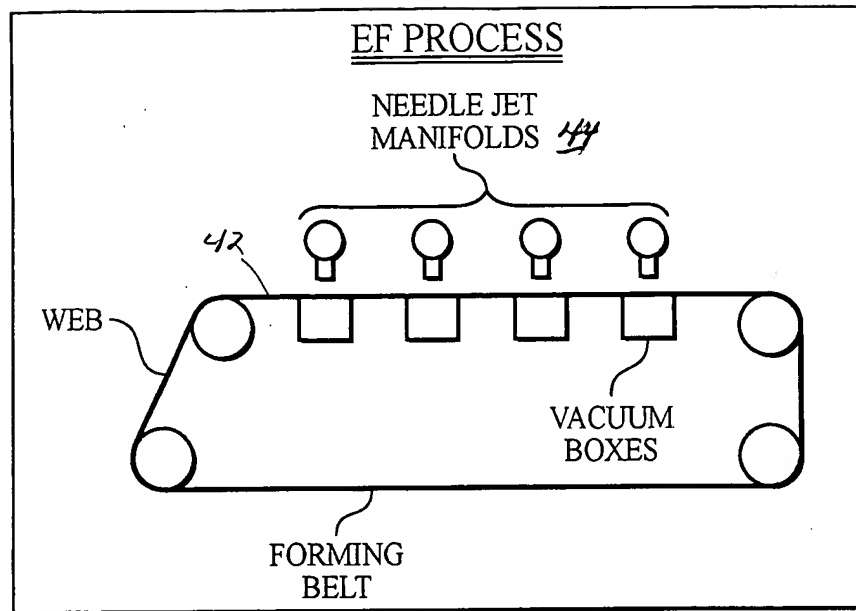 EF PROCESS
NEEDLE JET
MANIFOLDS 44
42
WEB
VACUUM
BOXES
FORMING
BELT